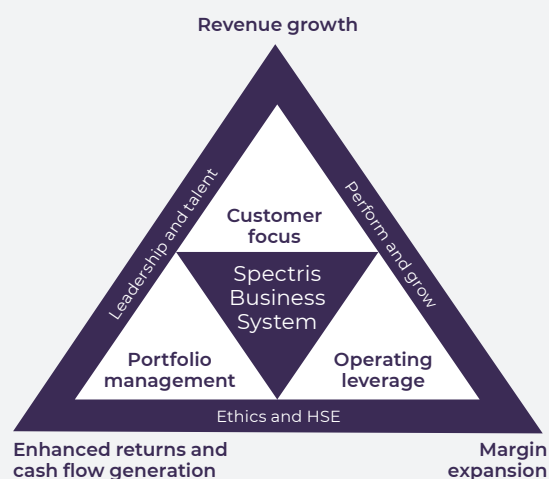 Revenue growth
Leadership and talent
Perform and grow
Customer
focus
Spectris
Business
System
Portfolio
management
Operating
leverage
Ethics and HSE
Enhanced returns and
cash flow generation
Margin
expansion